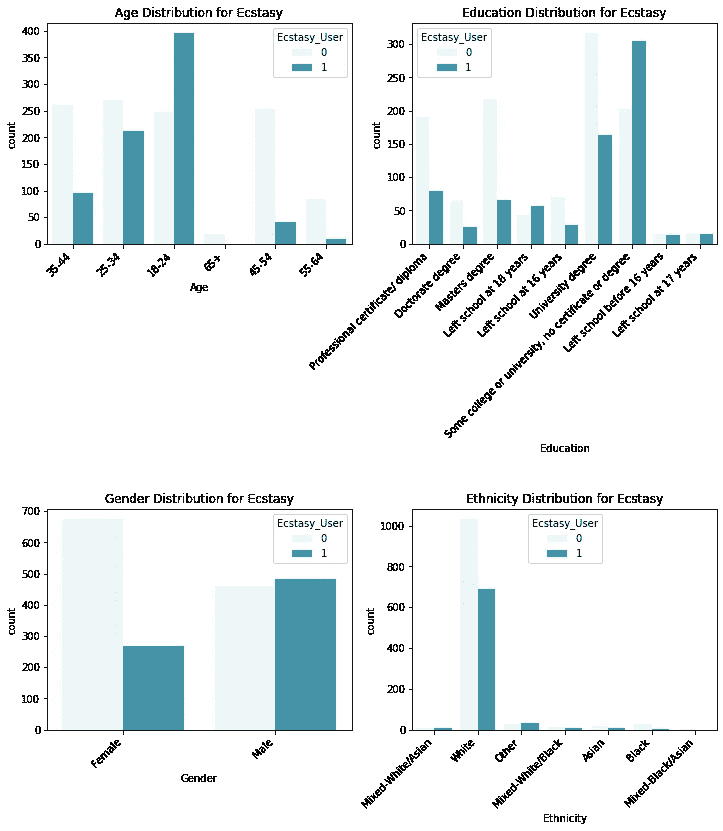 Age Distribution for Ecstasy
400
350
300
250
200
150
100
50
0
count
Ecstasy_User
0
1
35-44
25-34
18-24
65+
45-54
55-64
Age
Education Distribution for Ecstasy
300
250
200
150
100
50
0
count
Ecstasy_User
0
1
Professional certificate/ diploma
Doctorate degree
Masters degree
Left school at 18 years
Left school at 16 years
University degree
Some college or university, no certificate or degree
Left school before 16 years
Left school at 17 years
Education
Gender Distribution for Ecstasy
700
600
500
400
300
200
100
0
count
Ecstasy_User
0
1
Female
Male
Gender
Ethnicity Distribution for Ecstasy
1000
800
600
400
200
0
count
Ecstasy_User
0
1
Mixed-White/Asian
White
Other
Mixed-White/Black
Asian
Black
Mixed-Black/Asian
Ethnicity